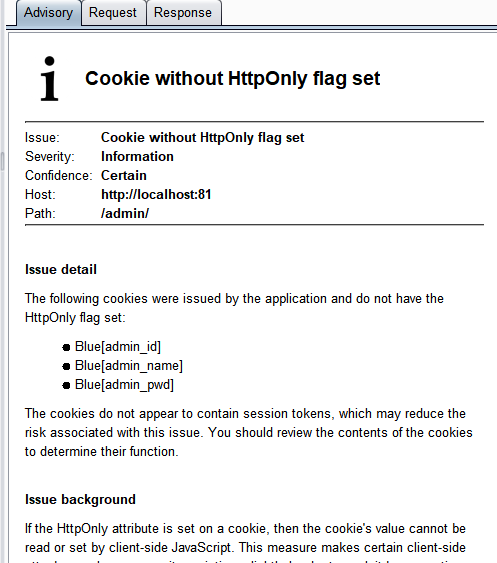 Advisory Request Response
i Cookie without HttpOnly flag set
Issue: Cookie without HttpOnly flag set
Severity: Information
Confidence: Certain
Host: http://localhost:81
Path: /admin/
Issue detail
The following cookies were issued by the application and do not have the
HttpOnly flag set:
Blue[admin_id]
Blue[admin_name]
Blue[admin_pwd]
The cookies do not appear to contain session tokens, which may reduce the
risk associated with this issue. You should review the contents of the cookies
to determine their function.
Issue background
If the HttpOnly attribute is set on a cookie, then the cookie's value cannot be
read or set by client-side JavaScript. This measure makes certain client-side